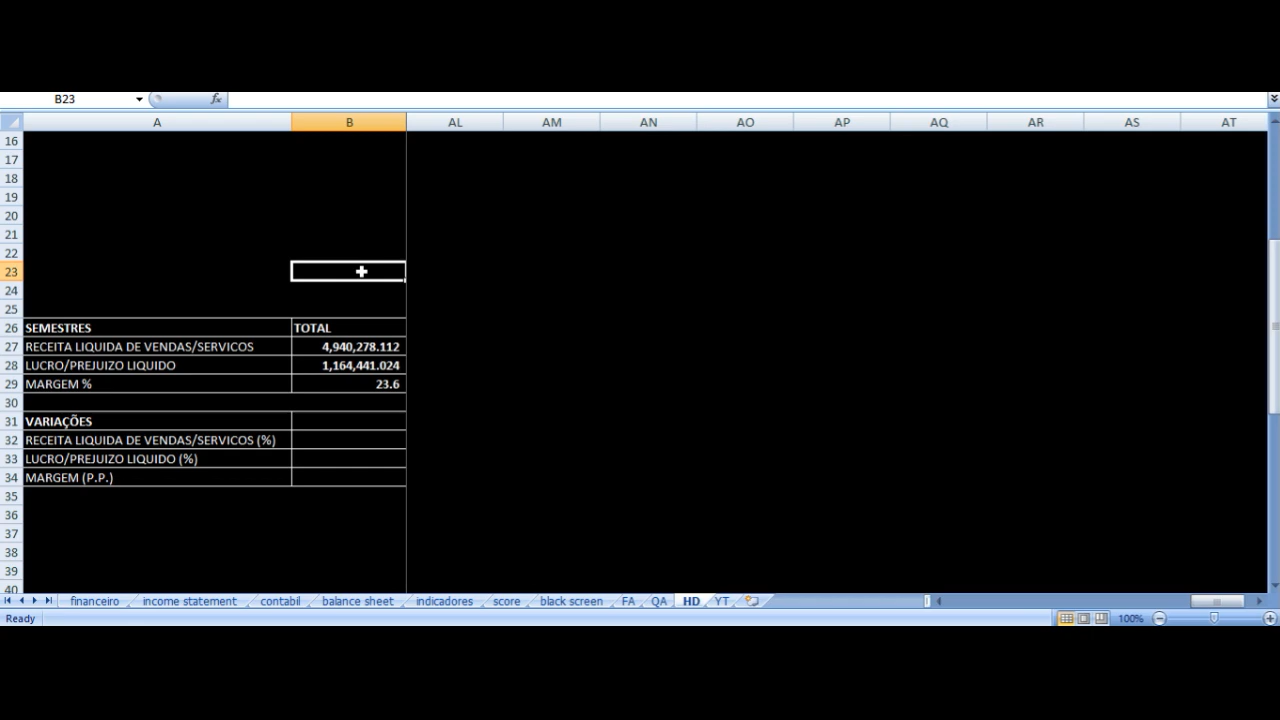 B23 fx
A B AL AM AN AO AP AQ AR AS AT
16
17
18
19
20
21
22
23
24
25
26 SEMESTRES TOTAL
27 RECEITA LIQUIDA DE VENDAS/SERVICOS 4,940,278.112
28 LUCRO/PREJUIZO LIQUIDO 1,164,441.024
29 MARGEM % 23.6
30
31 VARIAÇÕES
32 RECEITA LIQUIDA DE VENDAS/SERVICOS (%)
33 LUCRO/PREJUIZO LIQUIDO (%)
34 MARGEM (P.P.)
35
36
37
38
39
40
financeiro income statement contabil balance sheet indicadores score black screen FA QA HD YT
Ready 100%